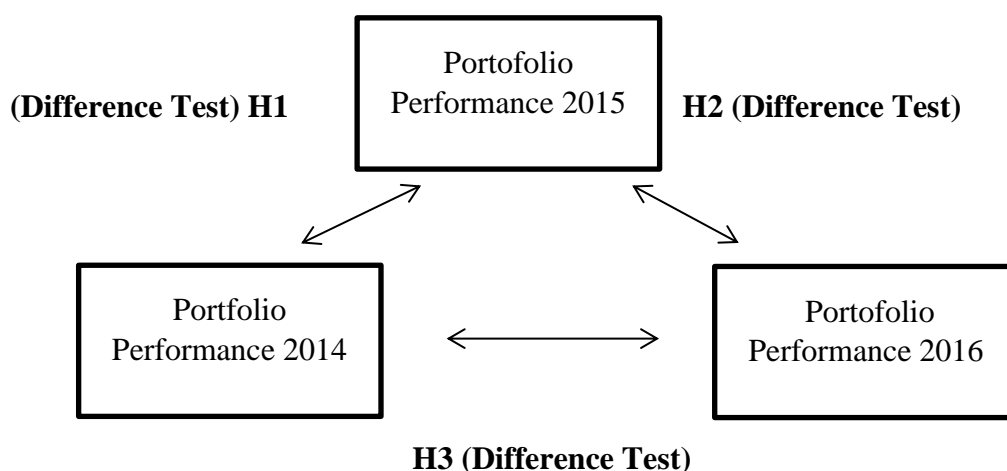 Portofolio
Performance 2015
(Difference Test) H1
H2 (Difference Test)
Portfolio
Performance 2014
Portofolio
Performance 2016
H3 (Difference Test)